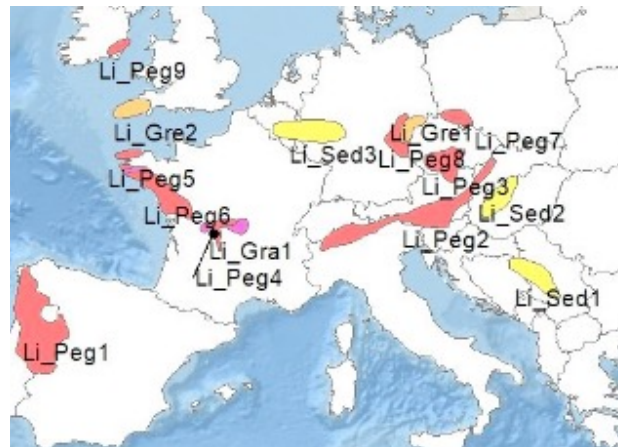 Li_Peg9
Li_Gre2
Li_Gre1
Li_Sed3
Li_Peg7
Li_Peg8
Li_Peg5
Li_Peg3
Li_Peg6
Li_Sed2
Li_Peg2
Li_Gra1
Li_Peg4
Li_Sed1
Li_Peg1